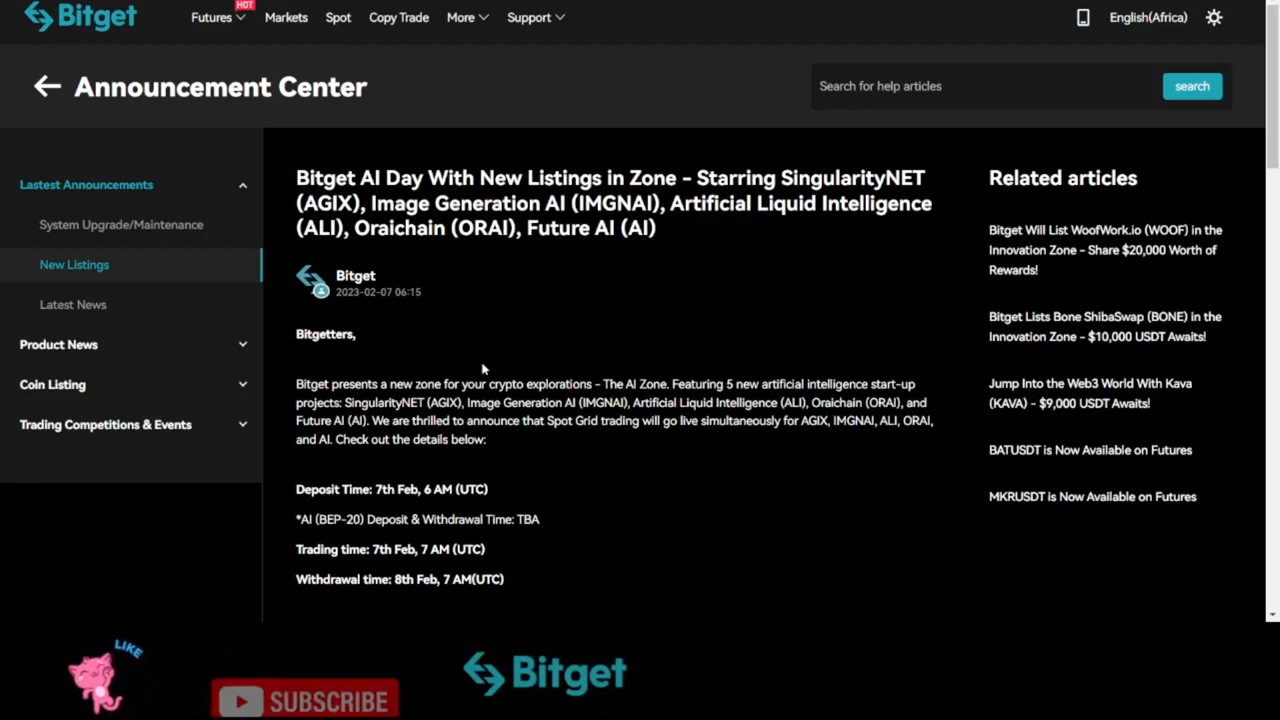 Bitget
Futures
HOT
Markets
Spot
Copy Trade
More
Support
English(Africa)
Announcement Center
Search for help articles
search
Lastest Announcements
System Upgrade/Maintenance
New Listings
Latest News
Product News
Coin Listing
Trading Competitions & Events
Bitget AI Day With New Listings in Zone - Starring SingularityNET
(AGIX), Image Generation AI (IMGNAI), Artificial Liquid Intelligence
(ALI), Oraichain (ORAI), Future AI (AI)
Bitget
2023-02-07 06:15
Bitgetters,
Bitget presents a new zone for your crypto explorations - The AI Zone. Featuring 5 new artificial intelligence start-up
projects: SingularityNET (AGIX), Image Generation AI (IMGNAI), Artificial Liquid Intelligence (ALI), Oraichain (ORAI), and
Future AI (AI). We are thrilled to announce that Spot Grid trading will go live simultaneously for AGIX, IMGNAI, ALI, ORAI,
and AI. Check out the details below:
Deposit Time: 7th Feb, 6 AM (UTC)
*AI (BEP-20) Deposit & Withdrawal Time: TBA
Trading time: 7th Feb, 7 AM (UTC)
Withdrawal time: 8th Feb, 7 AM(UTC)
Related articles
Bitget Will List WoofWork.io (WOOF) in the
Innovation Zone - Share $20,000 Worth of
Rewards!
Bitget Lists Bone ShibaSwap (BONE) in the
Innovation Zone - $10,000 USDT Awaits!
Jump Into the Web3 World With Kava
(KAVA) - $9,000 USDT Awaits!
BATUSDT is Now Available on Futures
MKRUSDT is Now Available on Futures
LIKE
SUBSCRIBE
Bitget